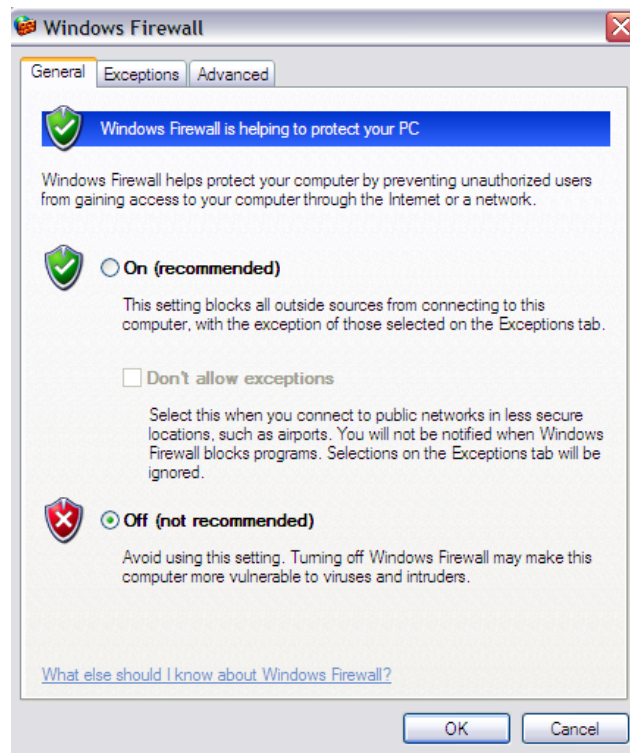 Windows Firewall
General Exceptions Advanced
Windows Firewall is helping to protect your PC
Windows Firewall helps protect your computer by preventing unauthorized users
from gaining access to your computer through the Internet or a network.
On (recommended)
This setting blocks all outside sources from connecting to this
computer, with the exception of those selected on the Exceptions tab.
Don't allow exceptions
Select this when you connect to public networks in less secure
locations, such as airports. You will not be notified when Windows
Firewall blocks programs. Selections on the Exceptions tab will be
ignored.
Off (not recommended)
Avoid using this setting. Turning off Windows Firewall may make this
computer more vulnerable to viruses and intruders.
What else should I know about Windows Firewall?
OK Cancel